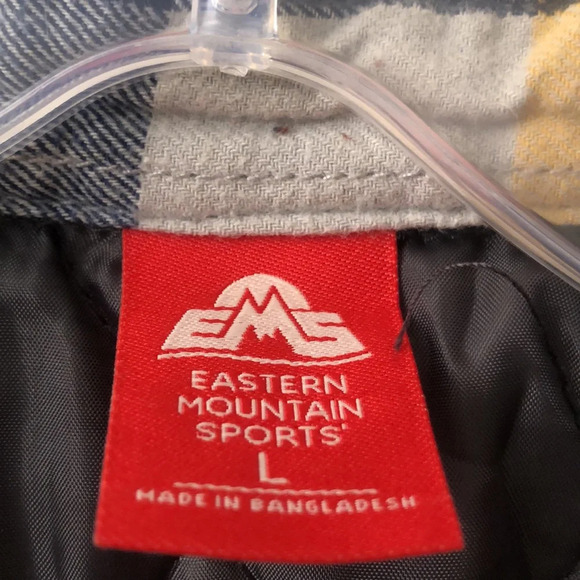 EMS
EASTERN
MOUNTAIN
SPORTS'
L
MADE IN BANGLADESH